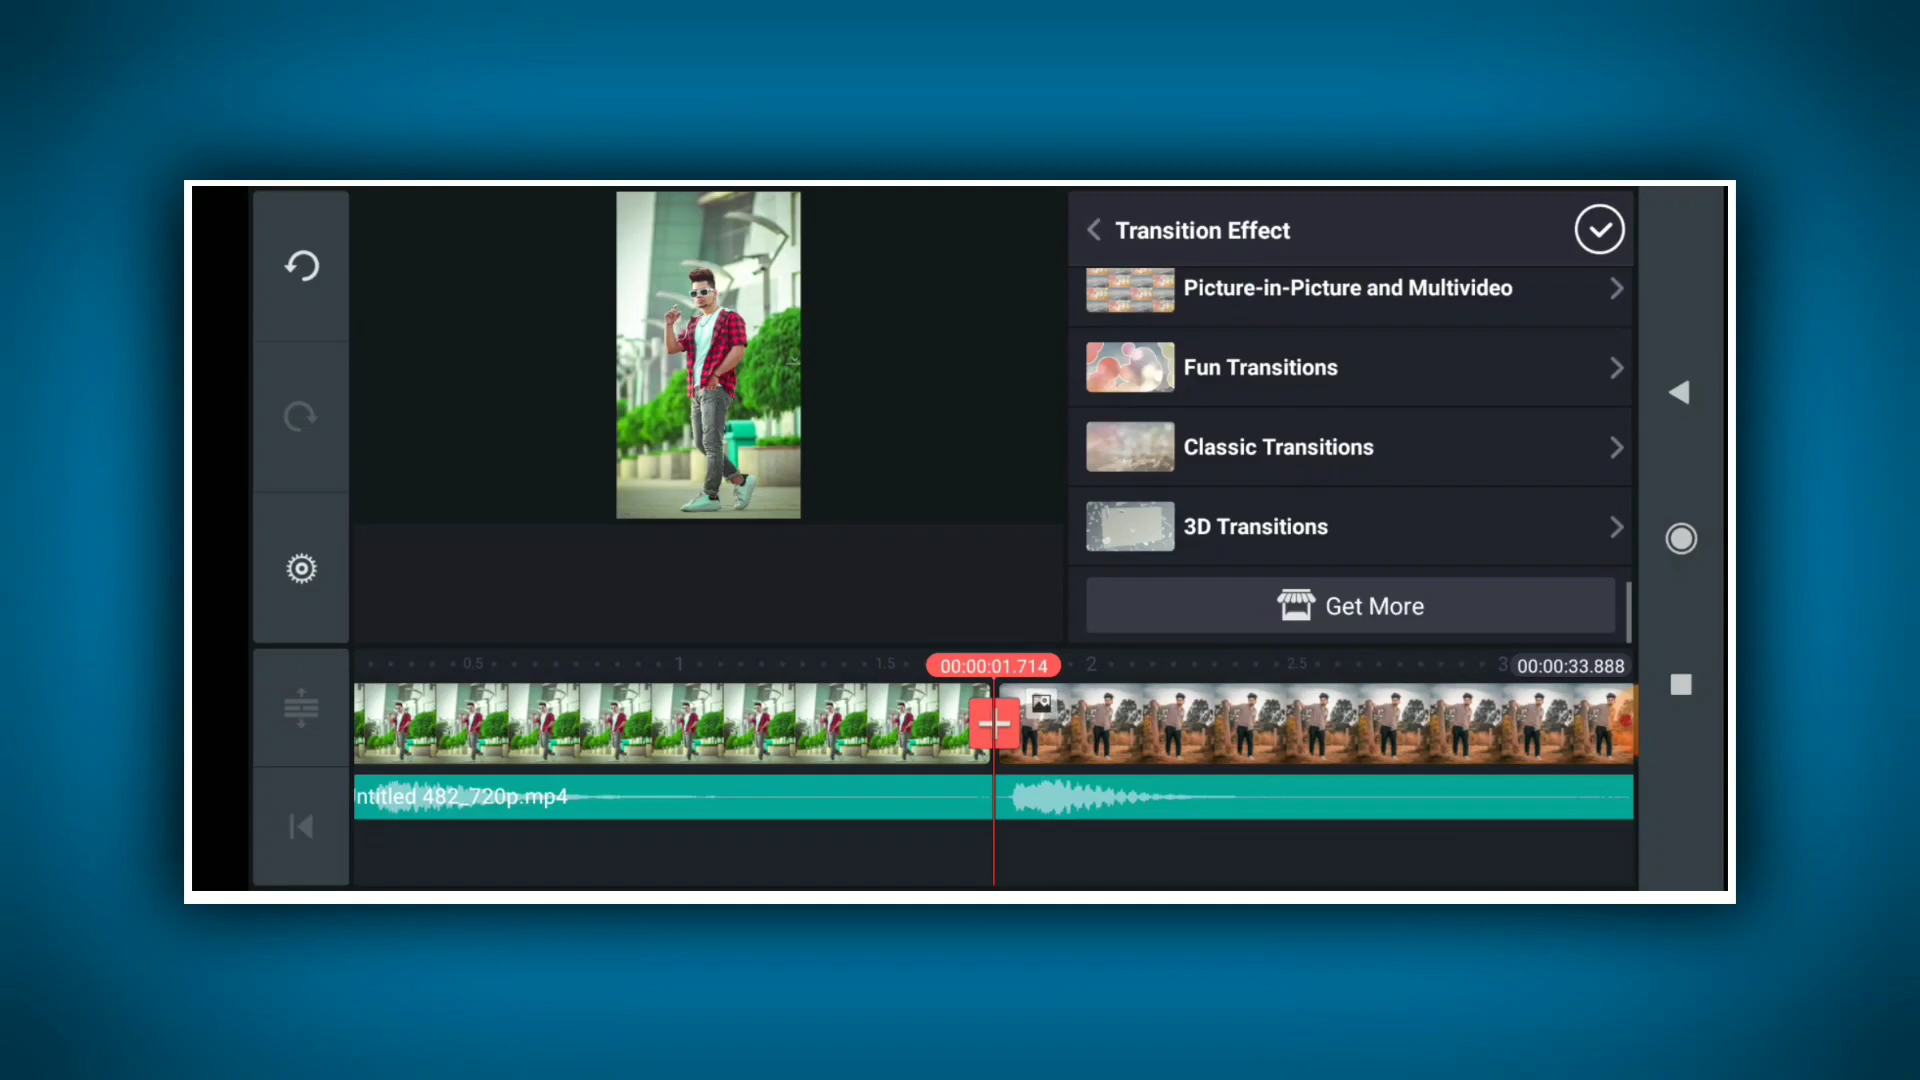 Transition Effect
Picture-in-Picture and Multivideo
Fun Transitions
Classic Transitions
3D Transitions
Get More
0.5
1
1.5
00:00:01.714
2
2.5
3
00:00:33.888
ntitled 482_720p.mp4